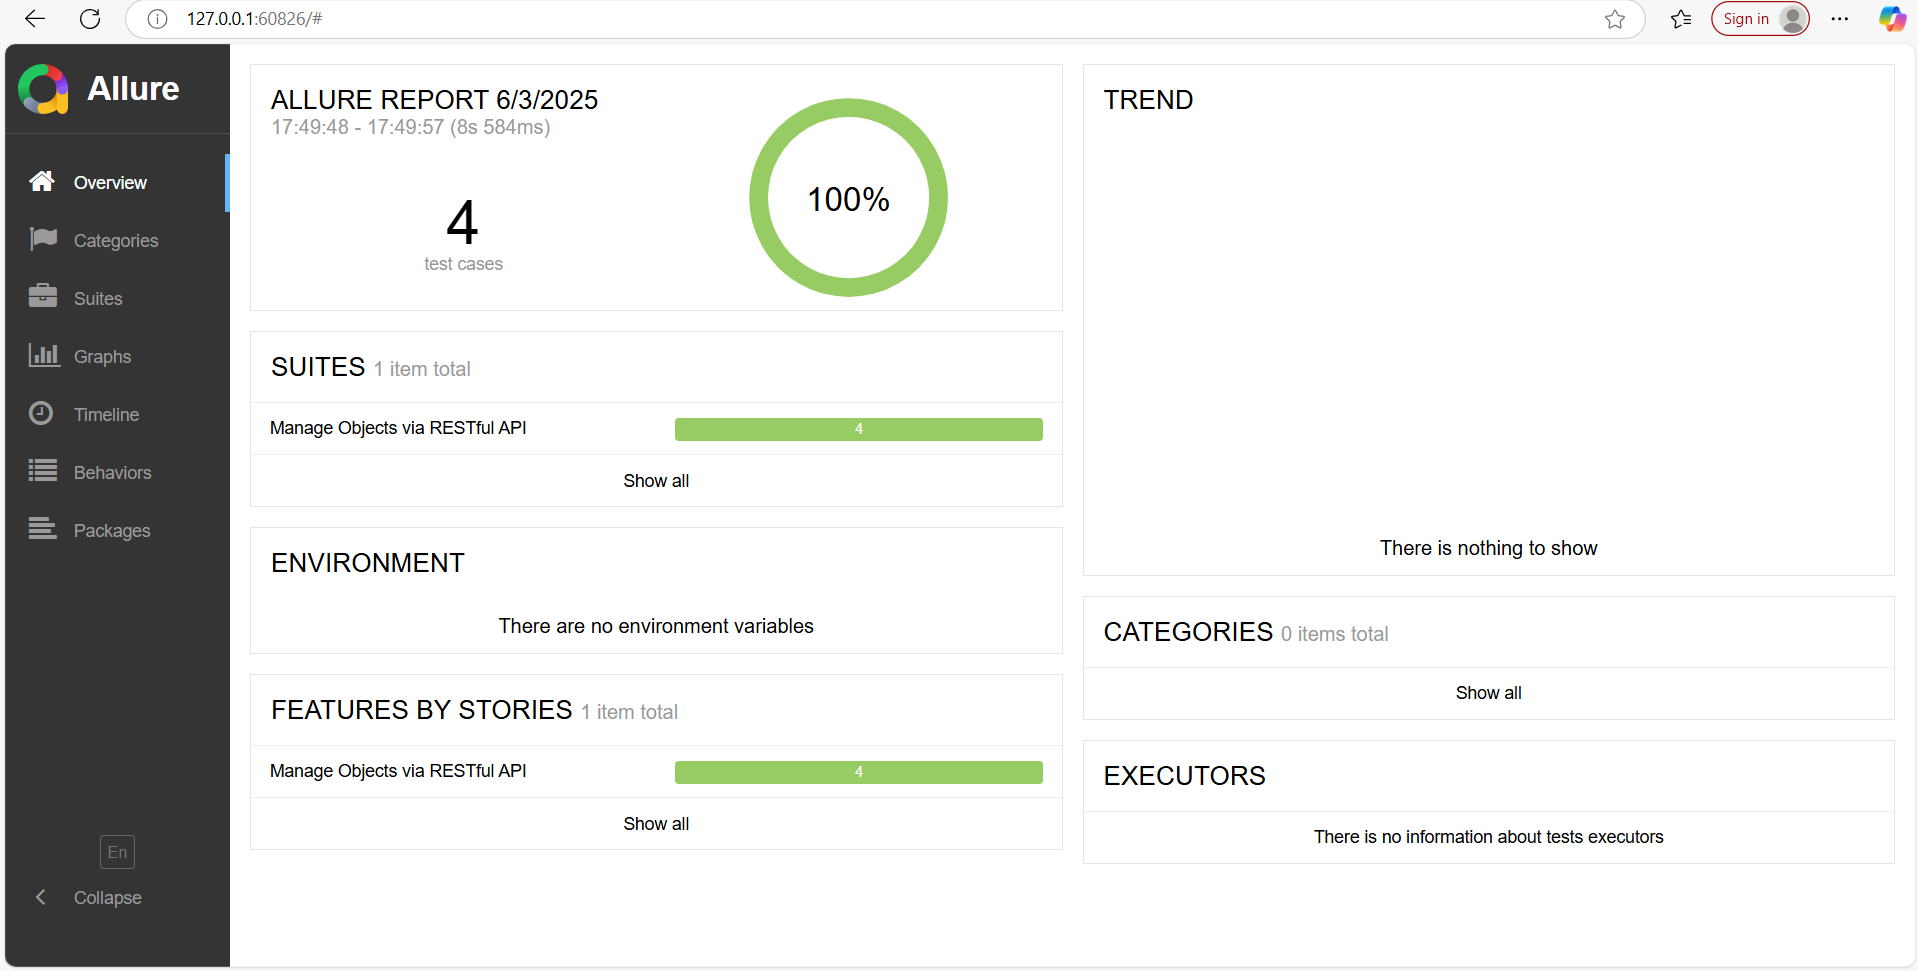 127.0.0.1:60826/#
Sign in
Allure
Overview
Categories
Suites
Graphs
Timeline
Behaviors
Packages
En
Collapse
ALLURE REPORT 6/3/2025
17:49:48 - 17:49:57 (8s 584ms)
4
test cases
100%
SUITES 1 item total
Manage Objects via RESTful API 4
Show all
ENVIRONMENT
There are no environment variables
FEATURES BY STORIES 1 item total
Manage Objects via RESTful API 4
Show all
TREND
There is nothing to show
CATEGORIES 0 items total
Show all
EXECUTORS
There is no information about tests executors